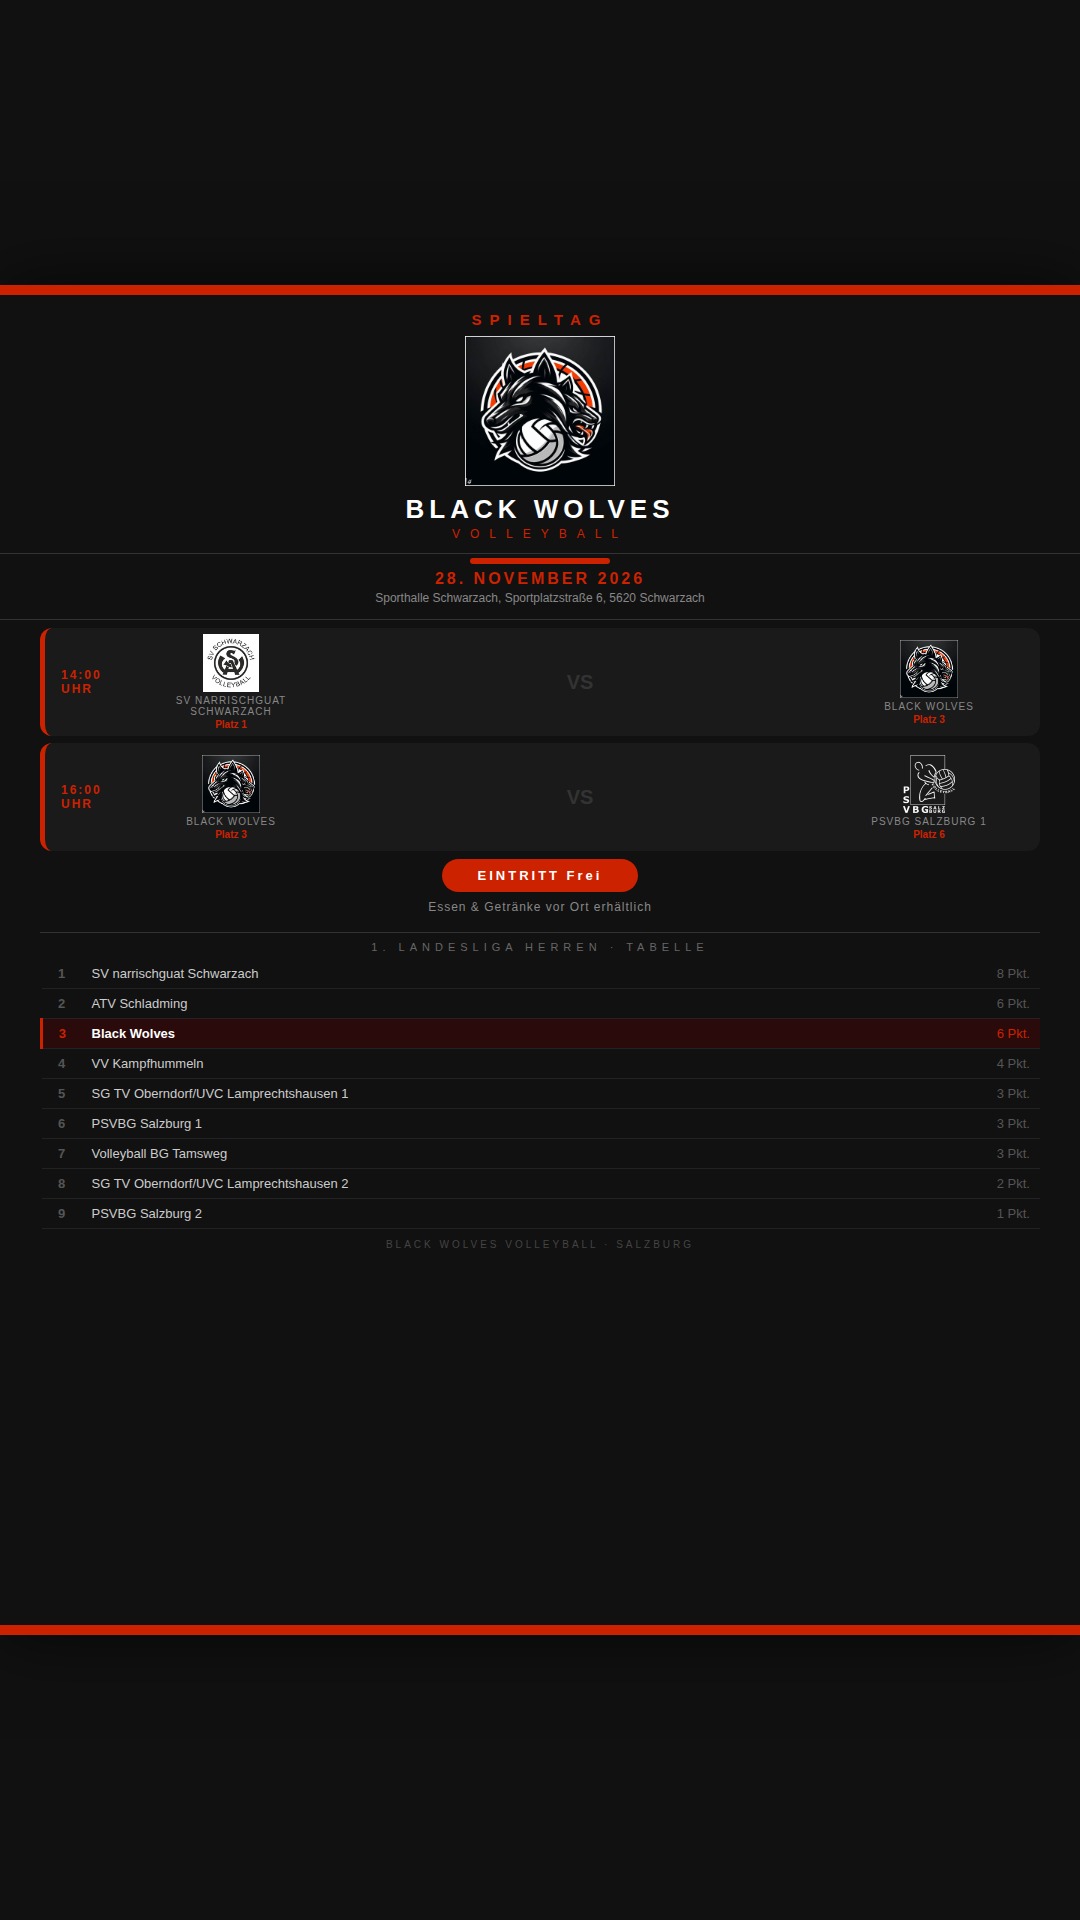 SPIELTAG
BLACK WOLVES
VOLLEYBALL
28. NOVEMBER 2026
Sporthalle Schwarzach, Sportplatzstraße 6, 5620 Schwarzach
14:00
UHR
SV SCHWARZACH
VOLLEYBALL
SV NARRISCHGUAT
SCHWARZACH
Platz 1
VS
BLACK WOLVES
Platz 3
16:00
UHR
BLACK WOLVES
Platz 3
VS
P
S
V B G SALZBURG
PSVBG SALZBURG 1
Platz 6
EINTRITT Frei
Essen & Getränke vor Ort erhältlich
1. LANDESLIGA HERREN · TABELLE
1 SV narrischguat Schwarzach 8 Pkt.
2 ATV Schladming 6 Pkt.
3 Black Wolves 6 Pkt.
4 VV Kampfhummeln 4 Pkt.
5 SG TV Oberndorf/UVC Lamprechtshausen 1 3 Pkt.
6 PSVBG Salzburg 1 3 Pkt.
7 Volleyball BG Tamsweg 3 Pkt.
8 SG TV Oberndorf/UVC Lamprechtshausen 2 2 Pkt.
9 PSVBG Salzburg 2 1 Pkt.
BLACK WOLVES VOLLEYBALL · SALZBURG